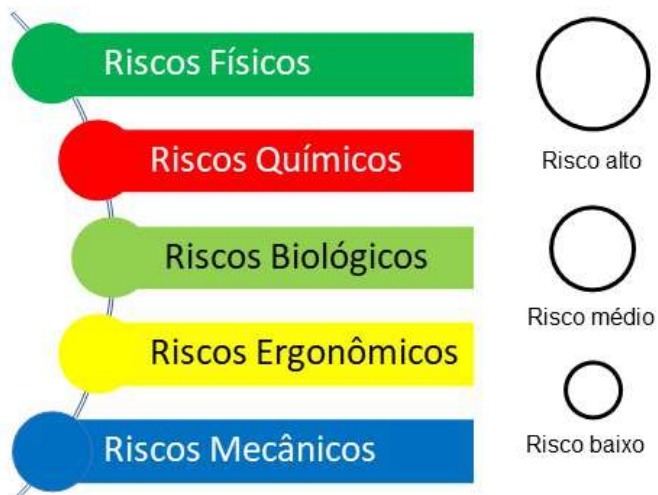 Riscos Físicos
Riscos Químicos
Riscos Biológicos
Riscos Ergonômicos
Riscos Mecânicos
Risco alto
Risco médio
Risco baixo